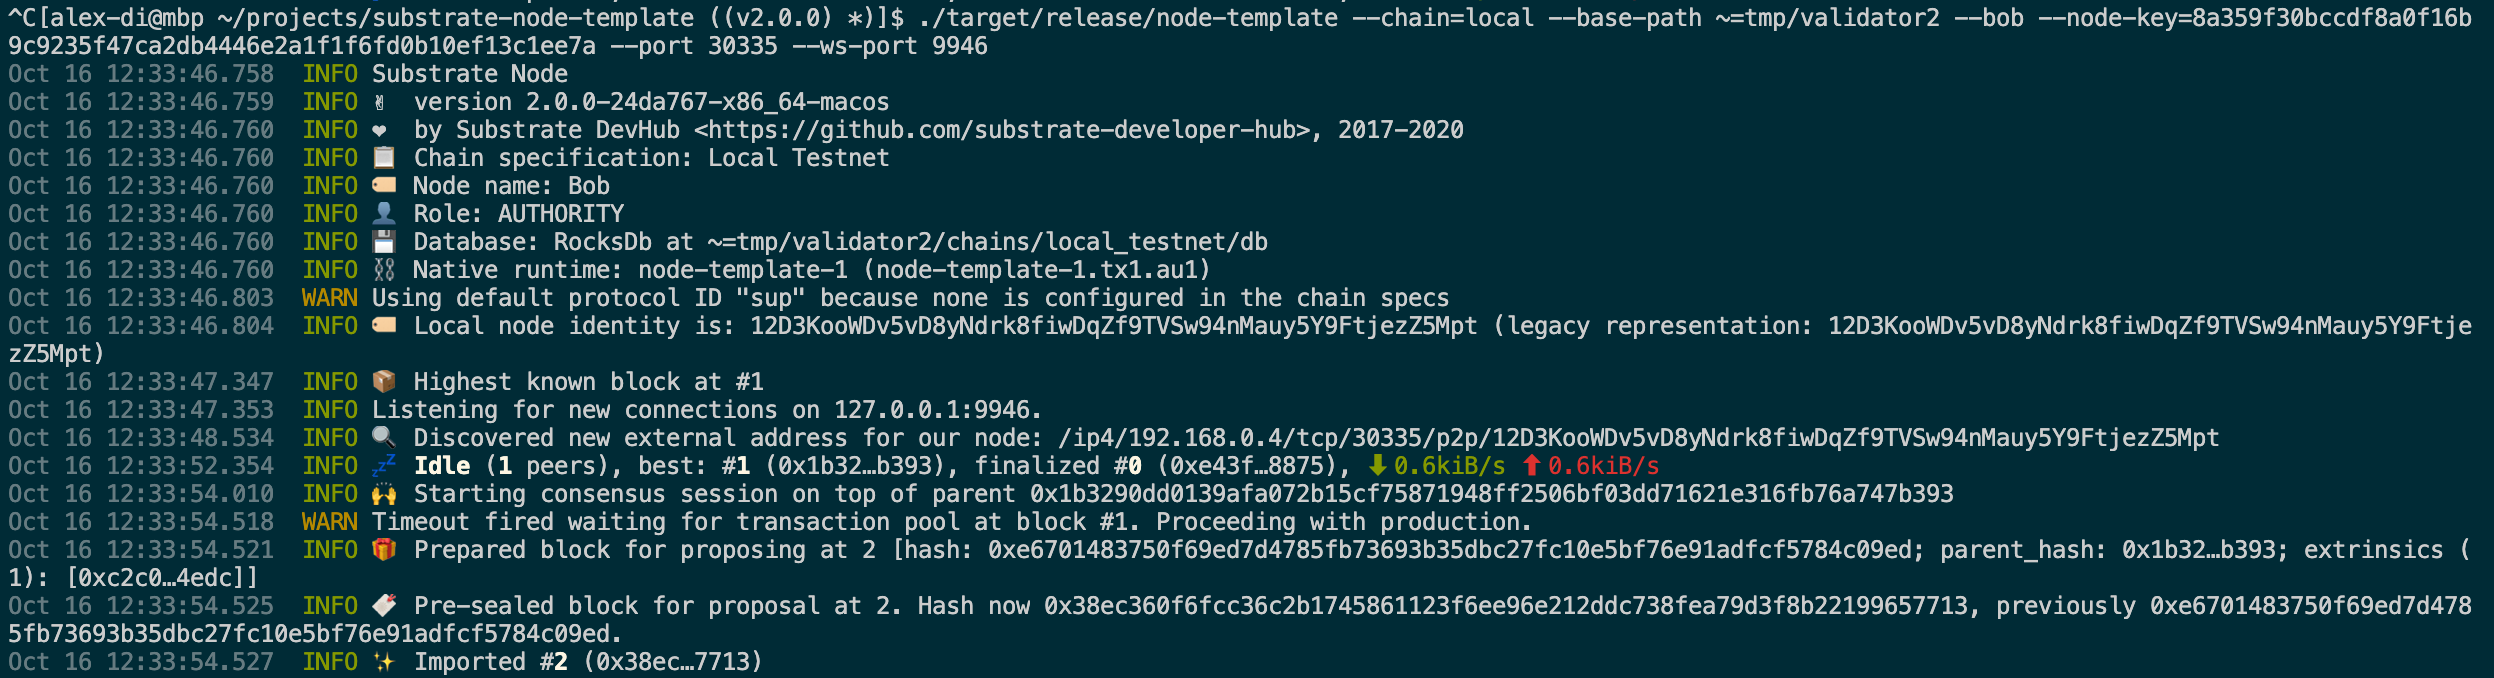 ^C[alex-di@mbp ~/projects/substrate-node-template ((v2.0.0) *)]$ ./target/release/node-template --chain=local --base-path ~=tmp/validator2 --bob --node-key=8a359f30bccdf8a0f16b
9c9235f47ca2db4446e2a1f1f6fd0b10ef13c1ee7a --port 30335 --ws-port 9946
Oct 16 12:33:46.758  INFO Substrate Node
Oct 16 12:33:46.759  INFO ✌️  version 2.0.0-24da767-x86_64-macos
Oct 16 12:33:46.760  INFO ❤️  by Substrate DevHub <https://github.com/substrate-developer-hub>, 2017-2020
Oct 16 12:33:46.760  INFO 📋 Chain specification: Local Testnet
Oct 16 12:33:46.760  INFO 🏷 Node name: Bob
Oct 16 12:33:46.760  INFO 👤 Role: AUTHORITY
Oct 16 12:33:46.760  INFO 💾 Database: RocksDb at ~=tmp/validator2/chains/local_testnet/db
Oct 16 12:33:46.760  INFO ⛓ Native runtime: node-template-1 (node-template-1.tx1.au1)
Oct 16 12:33:46.803  WARN Using default protocol ID "sup" because none is configured in the chain specs
Oct 16 12:33:46.804  INFO 🏷 Local node identity is: 12D3KooWDv5vD8yNdrk8fiwDqZf9TVSw94nMauy5Y9FtjezZ5Mpt (legacy representation: 12D3KooWDv5vD8yNdrk8fiwDqZf9TVSw94nMauy5Y9Ftje
zZ5Mpt)
Oct 16 12:33:47.347  INFO 📦 Highest known block at #1
Oct 16 12:33:47.353  INFO Listening for new connections on 127.0.0.1:9946.
Oct 16 12:33:48.534  INFO 🔍 Discovered new external address for our node: /ip4/192.168.0.4/tcp/30335/p2p/12D3KooWDv5vD8yNdrk8fiwDqZf9TVSw94nMauy5Y9FtjezZ5Mpt
Oct 16 12:33:52.354  INFO 💤 Idle (1 peers), best: #1 (0x1b32…b393), finalized #0 (0xe43f…8875), ⬇ 0.6kiB/s ⬆ 0.6kiB/s
Oct 16 12:33:54.010  INFO 🙌 Starting consensus session on top of parent 0x1b3290dd0139afa072b15cf75871948ff2506bf03dd71621e316fb76a747b393
Oct 16 12:33:54.518  WARN Timeout fired waiting for transaction pool at block #1. Proceeding with production.
Oct 16 12:33:54.521  INFO 🎁 Prepared block for proposing at 2 [hash: 0xe6701483750f69ed7d4785fb73693b35dbc27fc10e5bf76e91adfcf5784c09ed; parent_hash: 0x1b32…b393; extrinsics (
1): [0xc2c0…4edc]]
Oct 16 12:33:54.525  INFO 🔖 Pre-sealed block for proposal at 2. Hash now 0x38ec360f6fcc36c2b1745861123f6ee96e212ddc738fea79d3f8b22199657713, previously 0xe6701483750f69ed7d478
5fb73693b35dbc27fc10e5bf76e91adfcf5784c09ed.
Oct 16 12:33:54.527  INFO ✨ Imported #2 (0x38ec…7713)